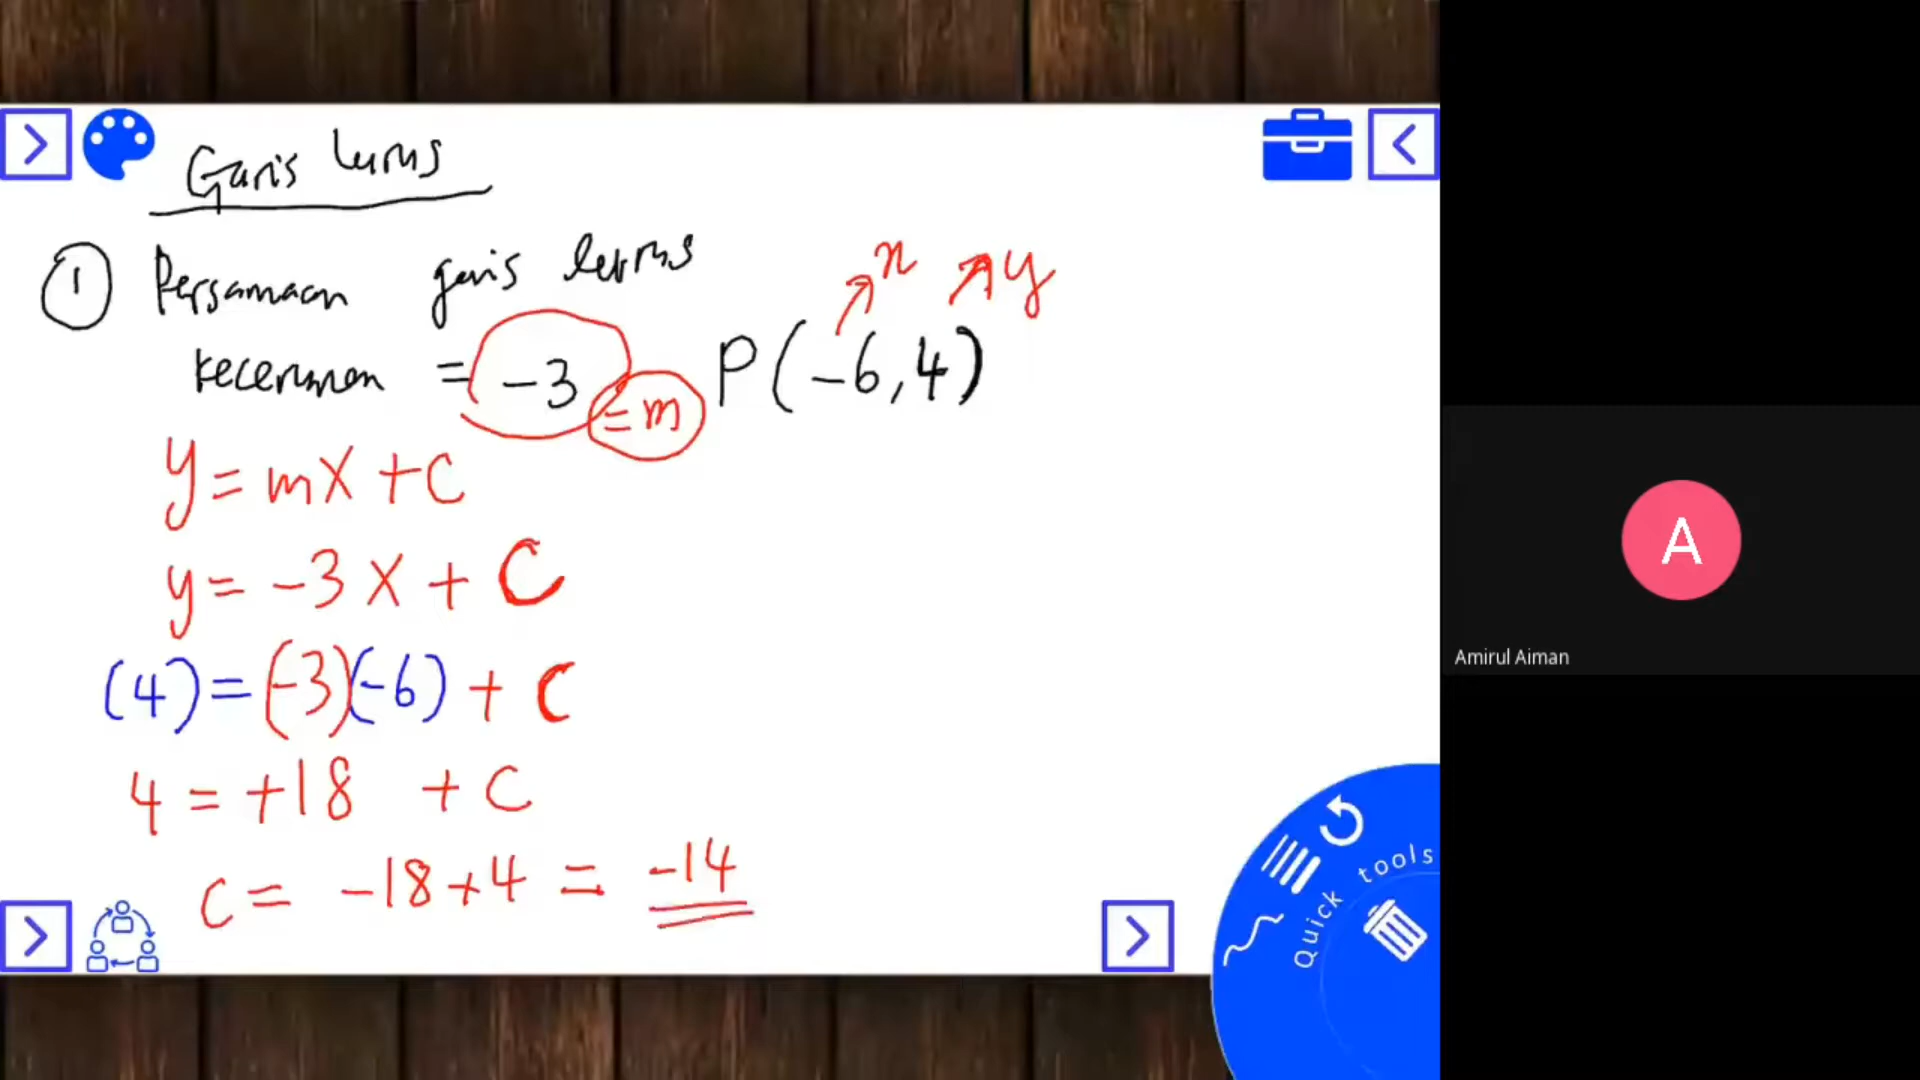 Garis lurus
① Persamaan garis lurus
x y
kecerunan = -3 = m P(-6,4)
y = mx + c
y = -3x + c
(4) = (-3)(-6) + c
4 = +18 + c
c = -18+4 = -14
Quick tools
A
Amirul Aiman